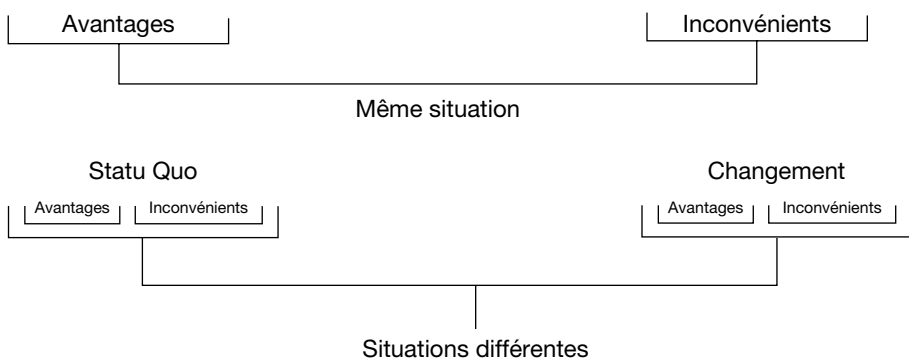 Avantages Inconvénients
Même situation
Statu Quo Changement
Avantages Inconvénients Avantages Inconvénients
Situations différentes